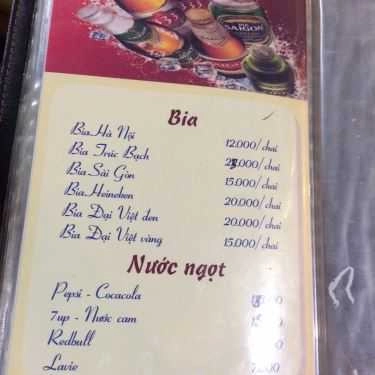 SAIGON
Bia
Bia Hà Nội 12.000/chai
Bia Trúc Bạch /chai
Bia Sài Gòn 15.000/chai
Bia Heineken 20.000/chai
Bia Đại Việt đen 20.000/chai
Bia Đại Việt vàng 15.000/chai
Nước ngọt
Pepsi - Cocacola
7up - Nước cam
Redbull
Lavie